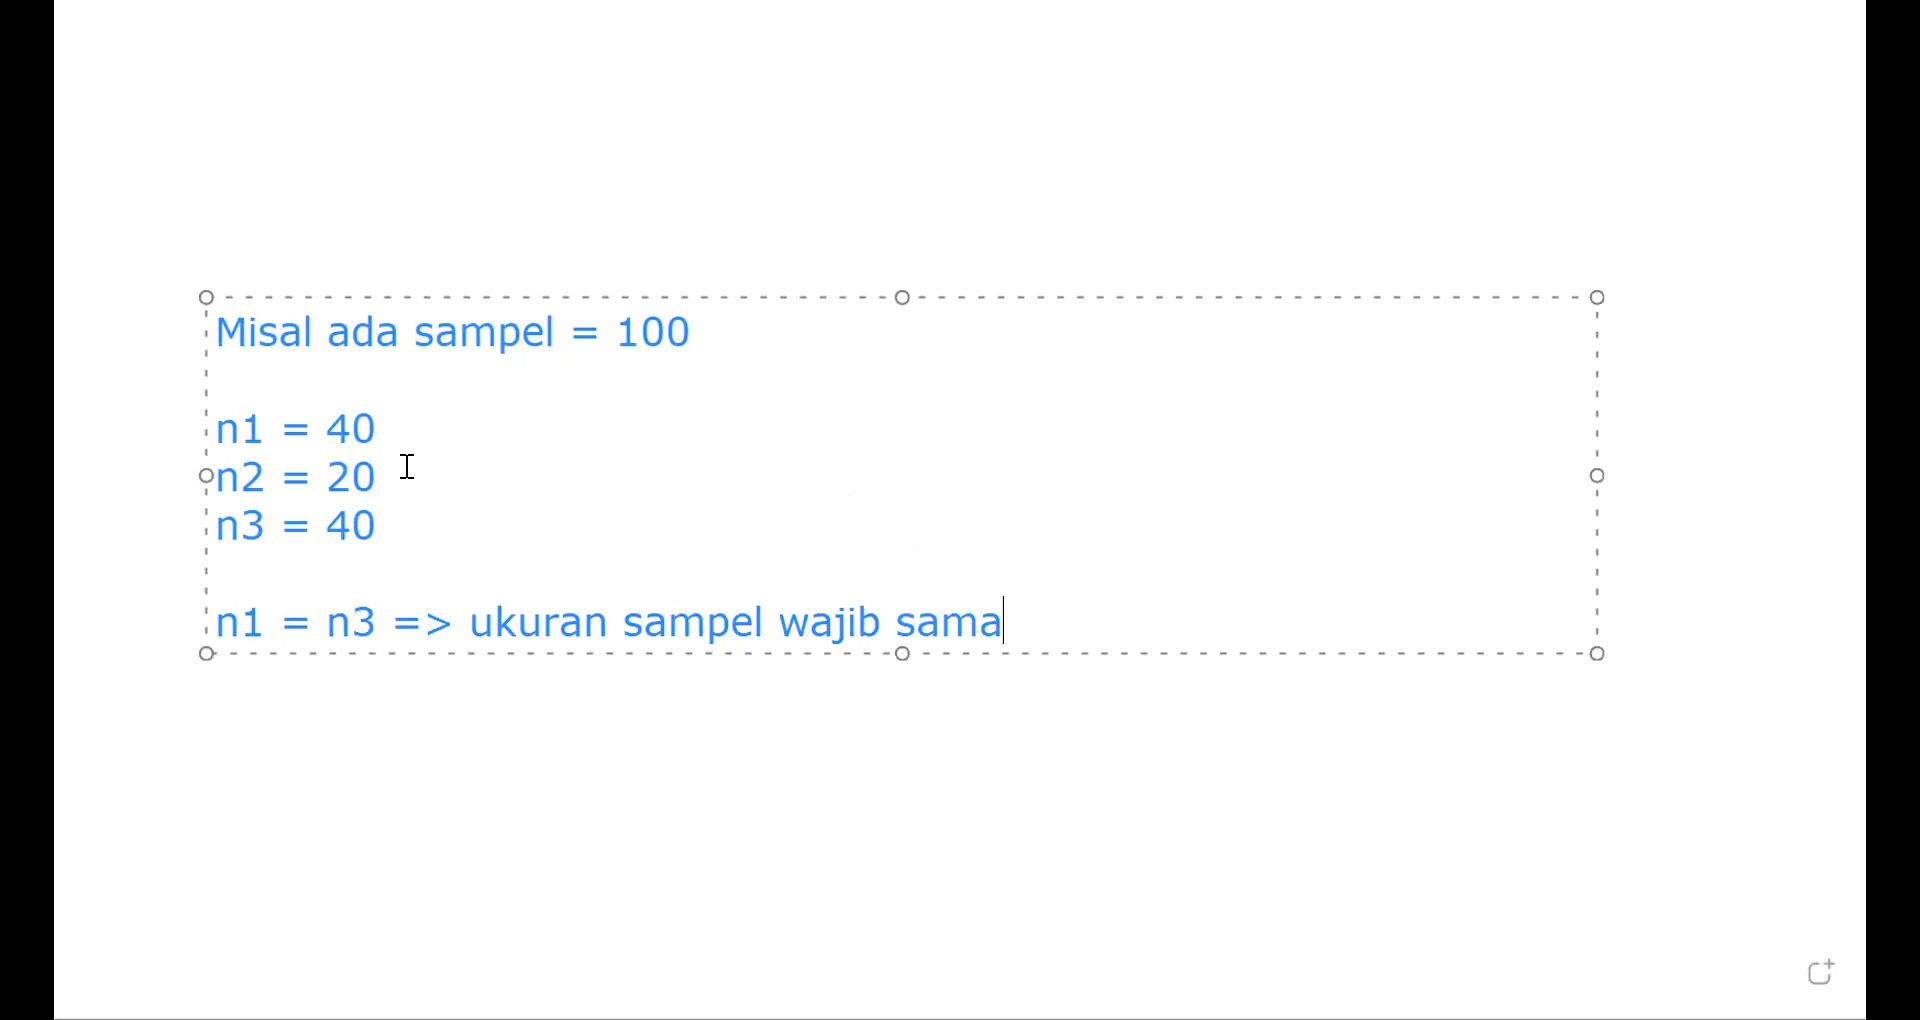 Misal ada sampel = 100
n1 = 40
n2 = 20
n3 = 40
n1 = n3 => ukuran sampel wajib sama